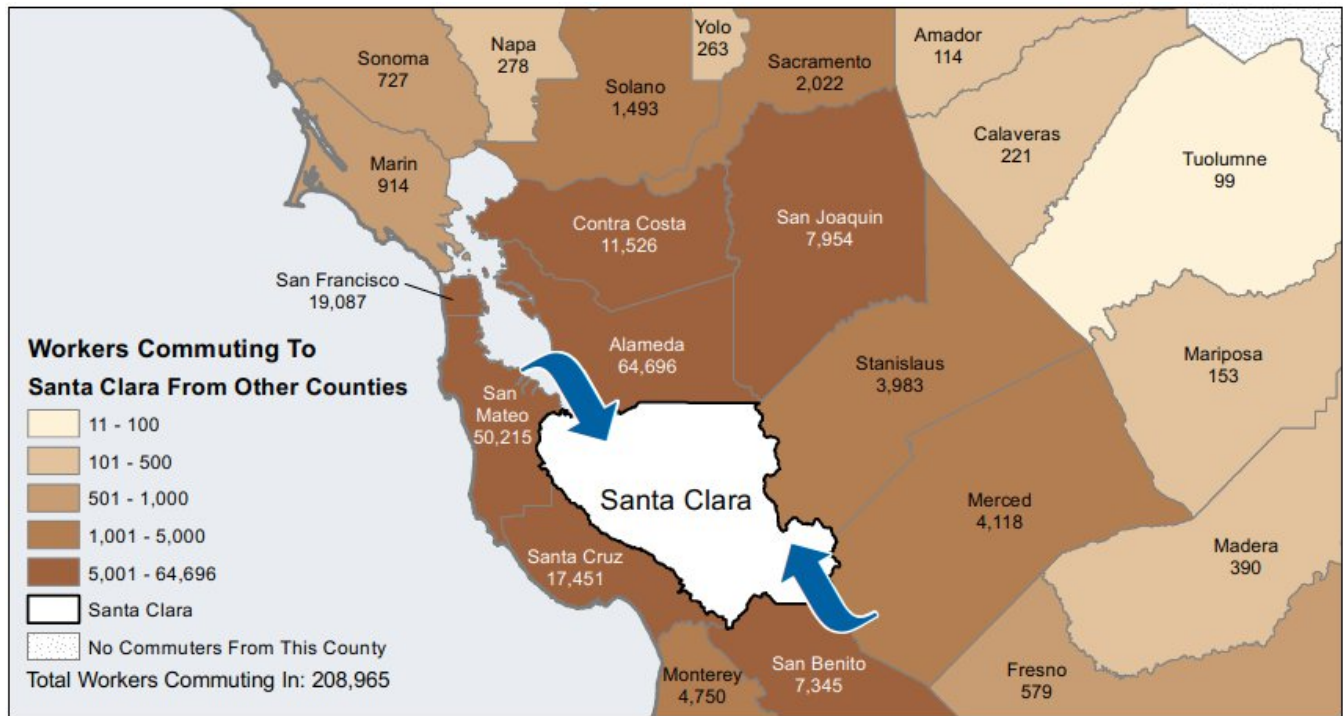 Sonoma
727
Napa
278
Yolo
263
Solano
1,493
Sacramento
2,022
Amador
114
Calaveras
221
Tuolumne
99
Marin
914
Contra Costa
11,526
San Joaquin
7,954
San Francisco
19,087
Alameda
64,696
Stanislaus
3,983
Mariposa
153
San
Mateo
50,215
Santa Clara
Merced
4,118
Madera
390
Santa Cruz
17,451
Monterey
4,750
San Benito
7,345
Fresno
579
Workers Commuting To
Santa Clara From Other Counties
11 - 100
101 - 500
501 - 1,000
1,001 - 5,000
5,001 - 64,696
Santa Clara
No Commuters From This County
Total Workers Commuting In: 208,965